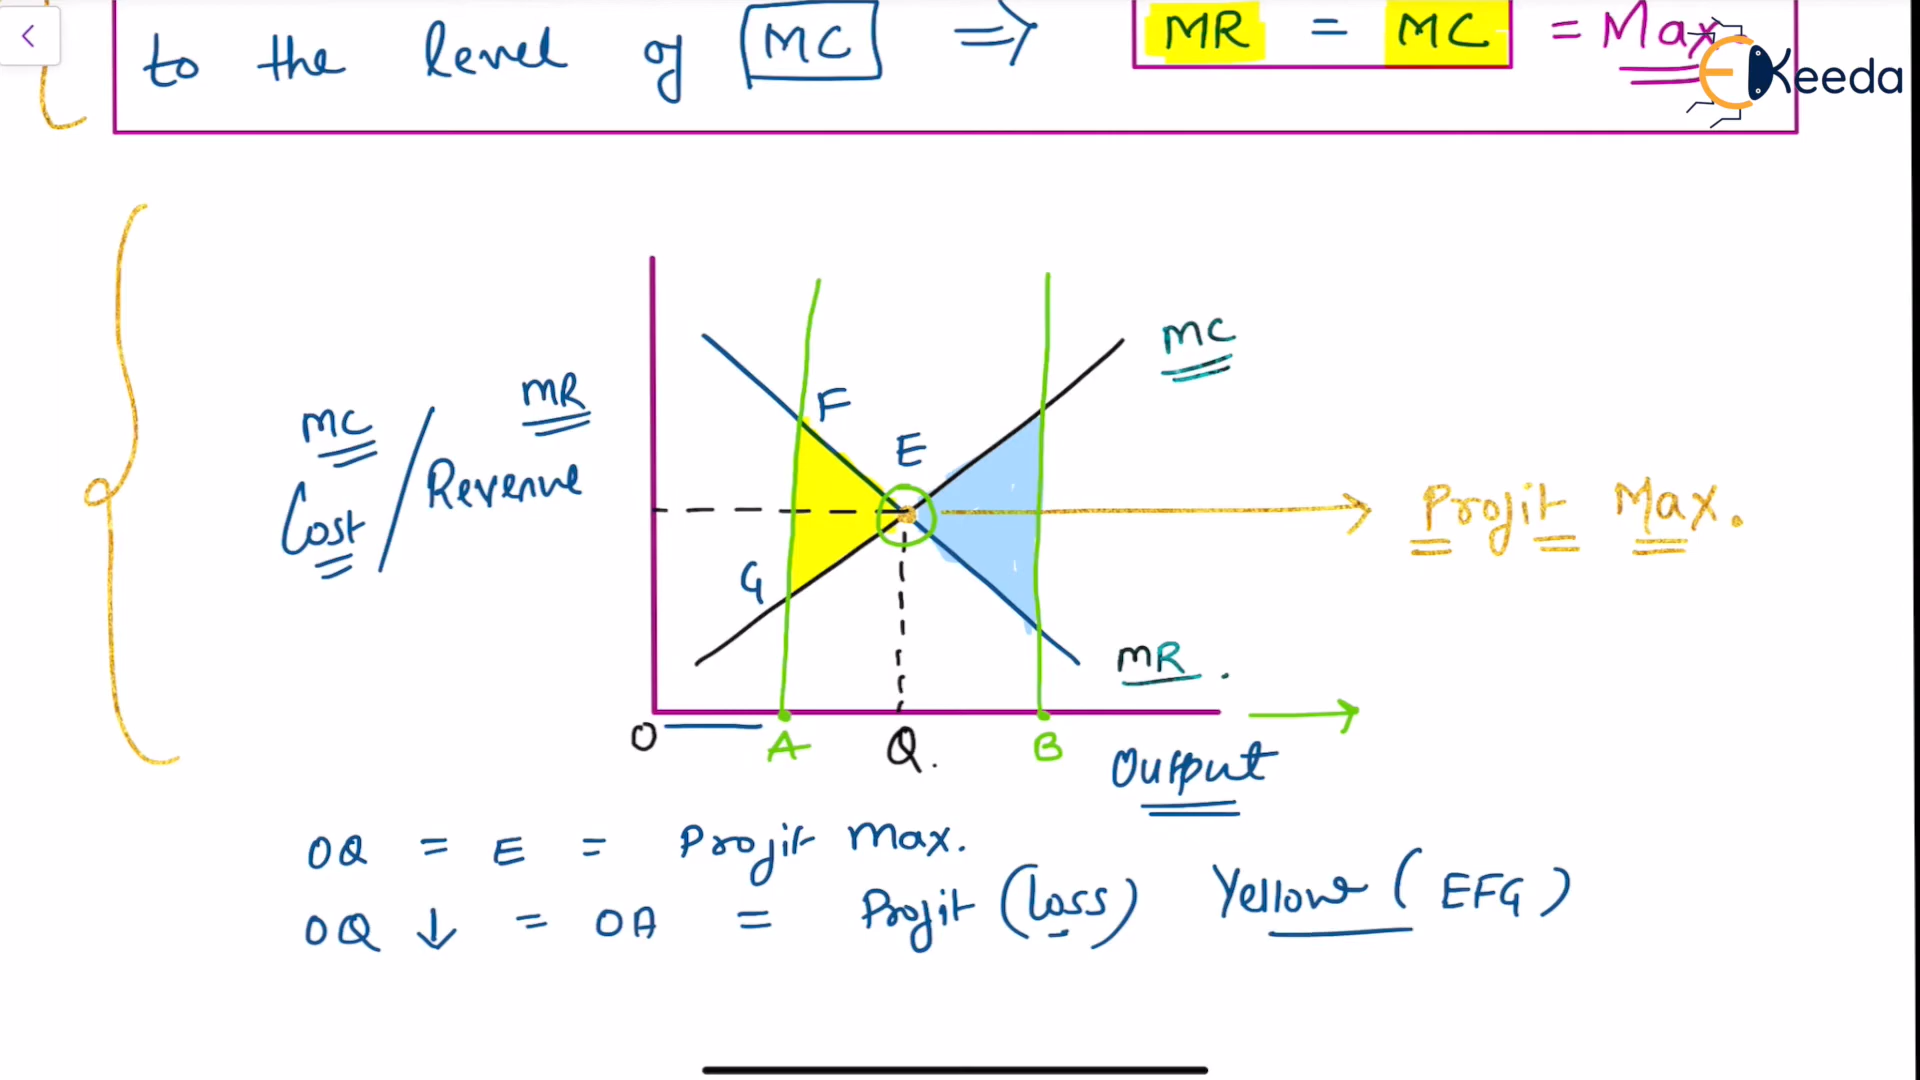 to the level of MC ⇒ MR = MC = Max
EKeeda
MC
MR
MC
Cost / Revenue
F
E
G
Profit Max.
MR.
O A Q. B
Output
OQ = E = Profit Max.
OQ ↓ = OA = Profit (loss) Yellow (EFG)